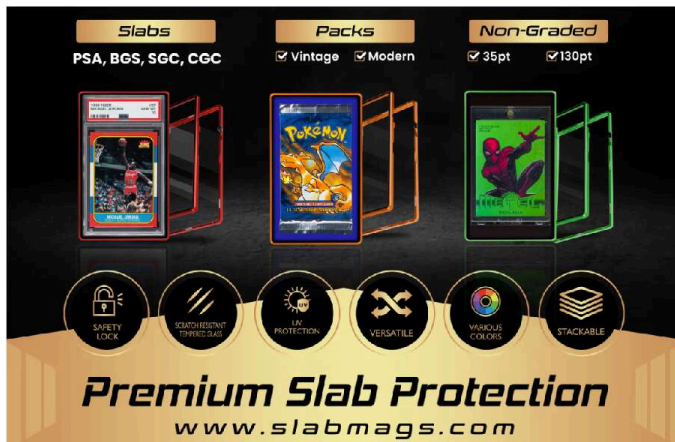 Slabs
PSA, BGS, SGC, CGC
Packs
Vintage Modern
Non-Graded
35pt 130pt
POKéMON
SAFETY
LOCK
SCRATCH RESISTANT
TEMPERED GLASS
UV
UV
PROTECTION
VERSATILE
VARIOUS
COLORS
STACKABLE
Premium Slab Protection
www.slabmags.com